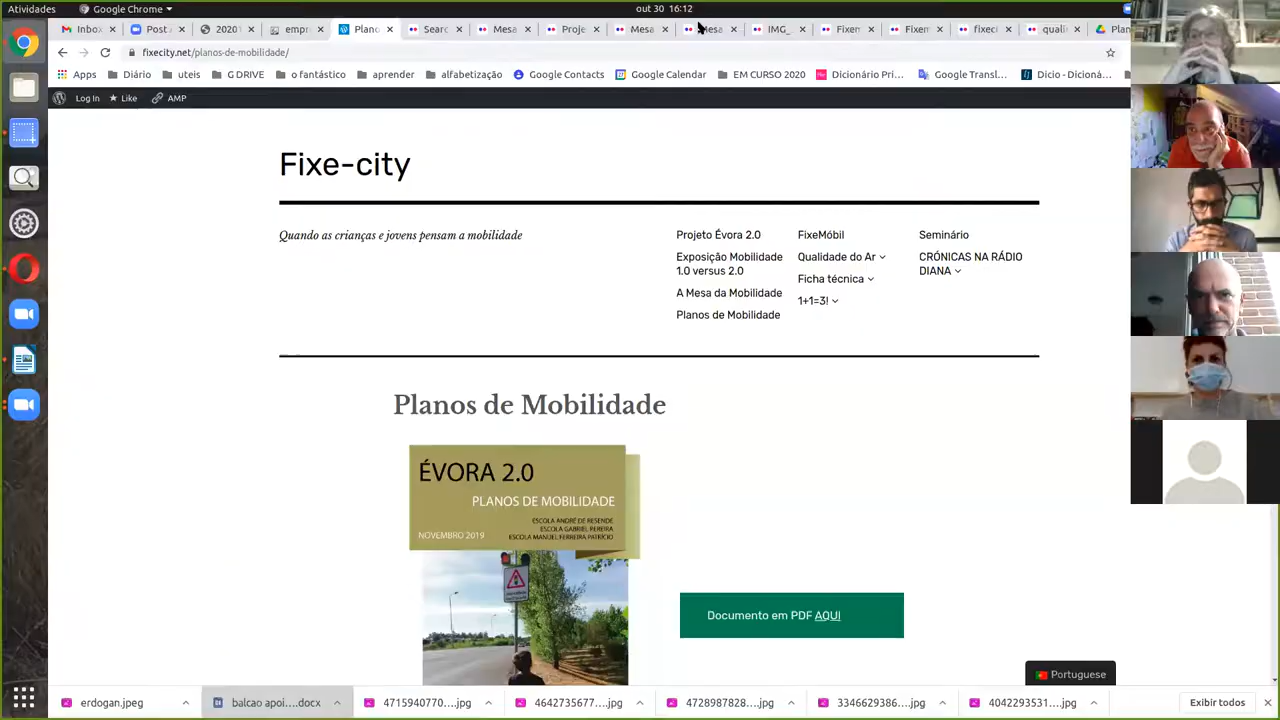 Atividades
Google Chrome
out 30 16:12
Inbo
Post
2020
empr
Plano
Searc
Mesa
Proje
Mesa
Mesa
IMG_
Fixen
Fixem
fixeci
quali
Plan
fixecity.net/planos-de-mobilidade/
Apps
Diário
uteis
G DRIVE
o fantástico
aprender
alfabetização
Google Contacts
Google Calendar
EM CURSO 2020
Dicionário Pri...
Google Transl...
Dicio - Dicioná...
Log In
Like
AMP
Fixe-city
Quando as crianças e jovens pensam a mobilidade
Projeto Évora 2.0
Exposição Mobilidade
1.0 versus 2.0
A Mesa da Mobilidade
Planos de Mobilidade
FixeMóbil
Qualidade do Ar
Ficha técnica
1+1=3!
Seminário
CRÓNICAS NA RÁDIO
DIANA
Planos de Mobilidade
ÉVORA 2.0
PLANOS DE MOBILIDADE
ESCOLA ANDRÉ DE RESENDE
ESCOLA GABRIEL PEREIRA
ESCOLA MANUEL FERREIRA PATRÍCIO
NOVEMBRO 2019
Documento em PDF AQUI
Portuguese
erdogan.jpeg
balcao apoi....docx
4715940770....jpg
4642735677....jpg
4728987828....jpg
3346629386....jpg
4042293531....jpg
Exibir todos